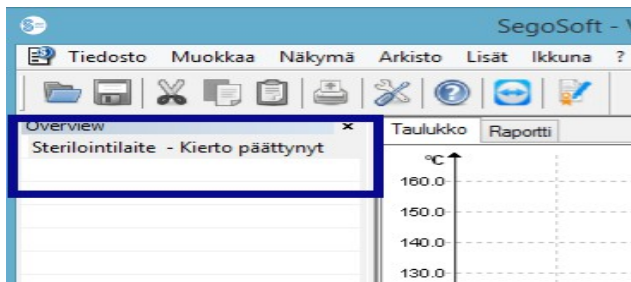 SegoSoft -
Tiedosto Muokkaa Näkymä Arkisto Lisät Ikkuna ?
Overview x
Taulukko Raportti
Sterilointilaite - Kierto päättynyt
°C
160.0
150.0
140.0
130.0